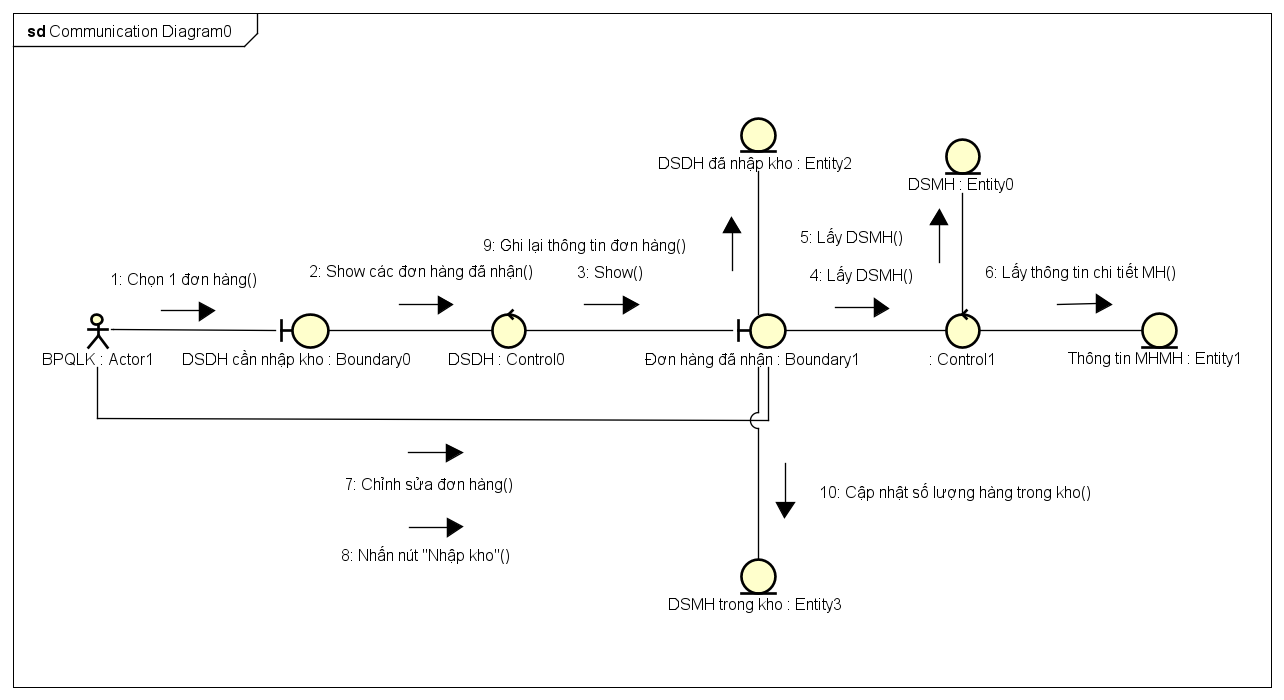 sd Communication Diagram0
DSDH đã nhập kho : Entity2
DSMH : Entity0
9: Ghi lại thông tin đơn hàng()
5: Lấy DSMH()
1: Chọn 1 đơn hàng()
2: Show các đơn hàng đã nhận()
3: Show()
4: Lấy DSMH()
6: Lấy thông tin chi tiết MH()
BPQLK : Actor1
DSDH cần nhập kho : Boundary0
DSDH : Control0
Đơn hàng đã nhận : Boundary1
: Control1
Thông tin MHMH : Entity1
7: Chỉnh sửa đơn hàng()
10: Cập nhật số lượng hàng trong kho()
8: Nhấn nút "Nhập kho"()
DSMH trong kho : Entity3